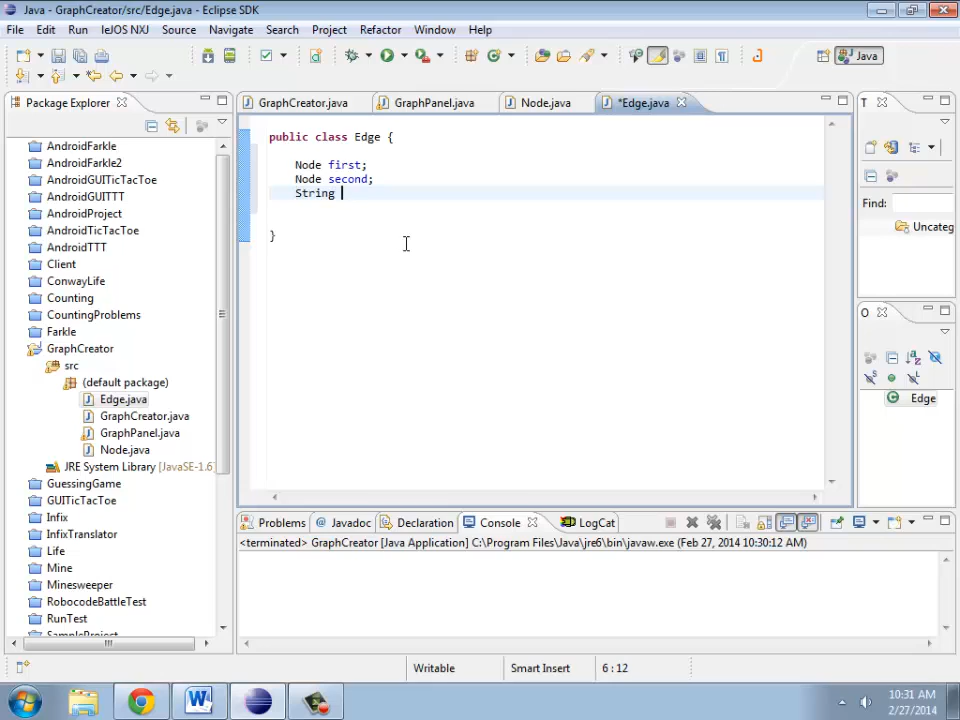 Java - GraphCreator/src/Edge.java - Eclipse SDK
File Edit Run LeJOS NXJ Source Navigate Search Project Refactor Window Help
Java
Package Explorer
GraphCreator.java
GraphPanel.java
Node.java
*Edge.java
T
AndroidFarkle
AndroidFarkle2
AndroidGUITicTacToe
AndroidGUITTT
AndroidProject
AndroidTicTacToe
AndroidTTT
Client
ConwayLife
Counting
CountingProblems
Farkle
GraphCreator
src
(default package)
Edge.java
GraphCreator.java
GraphPanel.java
Node.java
JRE System Library [JavaSE-1.6]
GuessingGame
GUITicTacToe
Infix
InfixTranslator
Life
Mine
Minesweeper
RobocodeBattleTest
RunTest
SampleProject
public class Edge {
Node first;
Node second;
String
}
Find:
Uncateg
O
Edge
Problems Javadoc Declaration Console LogCat
<terminated> GraphCreator [Java Application] C:\Program Files\Java\jre6\bin\javaw.exe (Feb 27, 2014 10:30:12 AM)
Writable Smart Insert 6 : 12
10:31 AM
2/27/2014